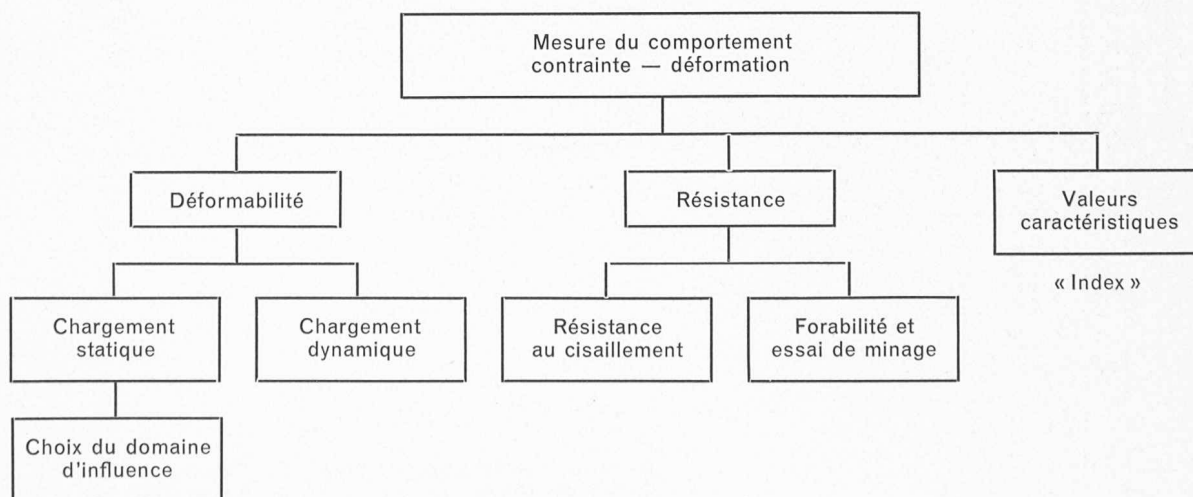 Mesure du comportement
contrainte — déformation
Déformabilité
Résistance
Valeurs
caractéristiques
« Index »
Chargement
statique
Chargement
dynamique
Résistance
au cisaillement
Forabilité et
essai de minage
Choix du domaine
d'influence